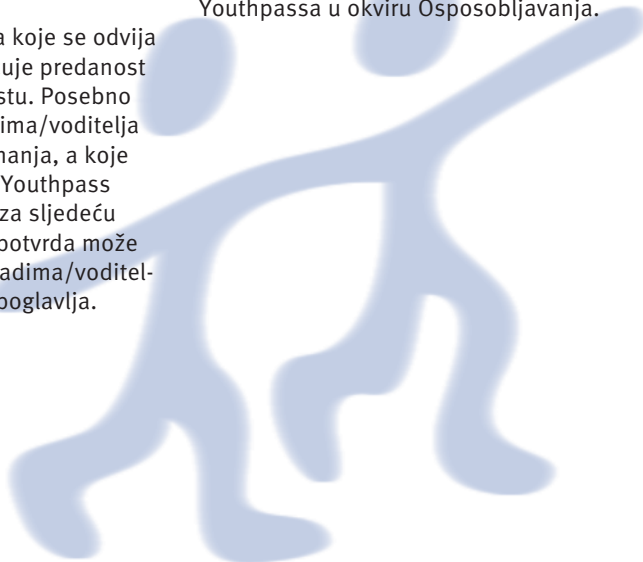 Youthpassa u okviru Osposobljavanja.
a koje se odvija
uje predanost
stu. Posebno
ima/voditelja
nanja, a koje
Youthpass
za sljedeću
potvrda može
adima/voditel-
poglavlja.